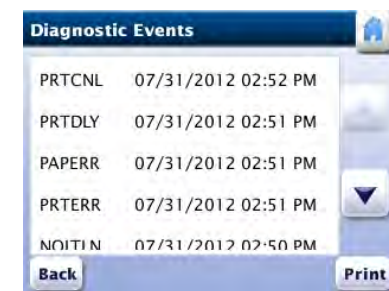 Diagnostic Events
PRTCNL 07/31/2012 02:52 PM
PRTDLY 07/31/2012 02:51 PM
PAPERR 07/31/2012 02:51 PM
PRTERR 07/31/2012 02:51 PM
NOITLN 07/31/2012 02:50 PM
Back Print